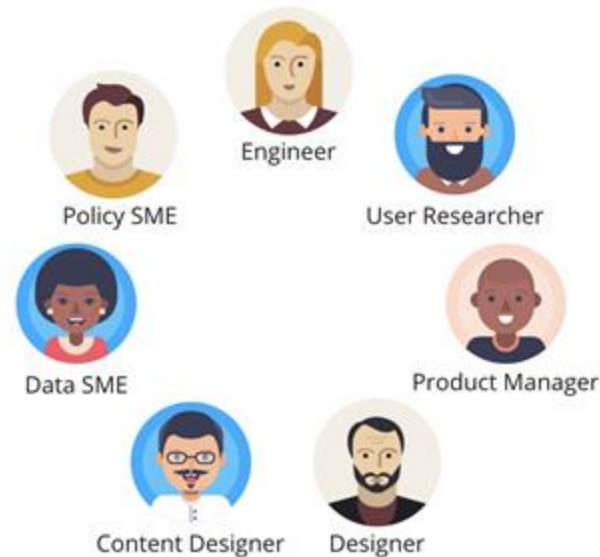 Engineer
Policy SME
User Researcher
Data SME
Product Manager
Content Designer
Designer